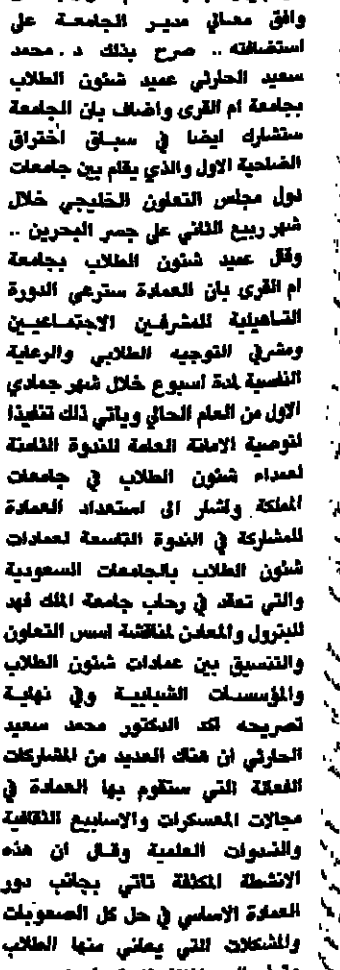 وافق معالي مدير الجامعة على
استضافته .. صرح بذلك د . محمد
سعيد الحارثي عميد شئون الطلاب
بجامعة ام القرى واضاف بان الجامعة
ستشارك ايضا في سباق اختراق
الضاحية الاول والذي يقام بين جامعات
دول مجلس التعاون الخليجي خلال
شهر ربيع الثاني على جسر البحرين ..
وقال عميد شئون الطلاب بجامعة
ام القرى بان العمادة سترعي الدورة
التاهيلية للمشرفين الاجتماعيين
ومشرفي التوجيه الطلابي والرعاية
النفسية لمدة اسبوع خلال شهر جمادي
الاول من العام الحالي وياتي ذلك تنفيذا
لتوصية الامانة العامة للندوة الثامنة
لعمداء شئون الطلاب في جامعات
المملكة واشار الى استعداد العمادة
للمشاركة في الندوة التاسعة لعمادات
شئون الطلاب بالجامعات السعودية
والتي تعقد في رحاب جامعة الملك فهد
للبترول والمعادن لمناقشة اسس التعاون
والتنسيق بين عمادات شئون الطلاب
والمؤسسات الشبابية وفي نهاية
تصريحه اكد الدكتور محمد سعيد
الحارثي ان هناك العديد من المشاركات
الفعالة التي ستقوم بها العمادة في
مجالات المعسكرات والاسابيع الثقافية
والندوات العلمية وقال ان هذه
الانشطة المكثفة تاتي بجانب دور
العمادة الاساسي في حل كل الصعوبات
والمشكلات التي يعاني منها الطلاب